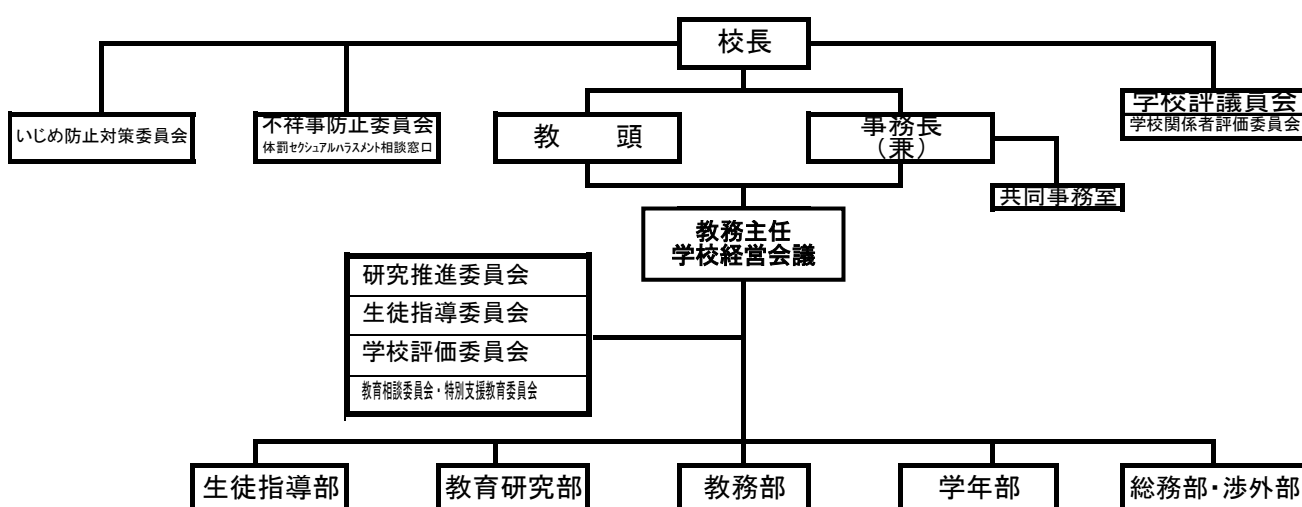 校長
いじめ防止対策委員会
不祥事防止委員会
体罰ｾｸｼｭｱﾙﾊﾗｽﾒﾝﾄ相談窓口
教　　頭
事務長
（兼）
学校評議員会
学校関係者評価委員会
共同事務室
教務主任
学校経営会議
研究推進委員会
生徒指導委員会
学校評価委員会
教育相談委員会・特別支援教育委員会
生徒指導部
教育研究部
教務部
学年部
総務部・渉外部